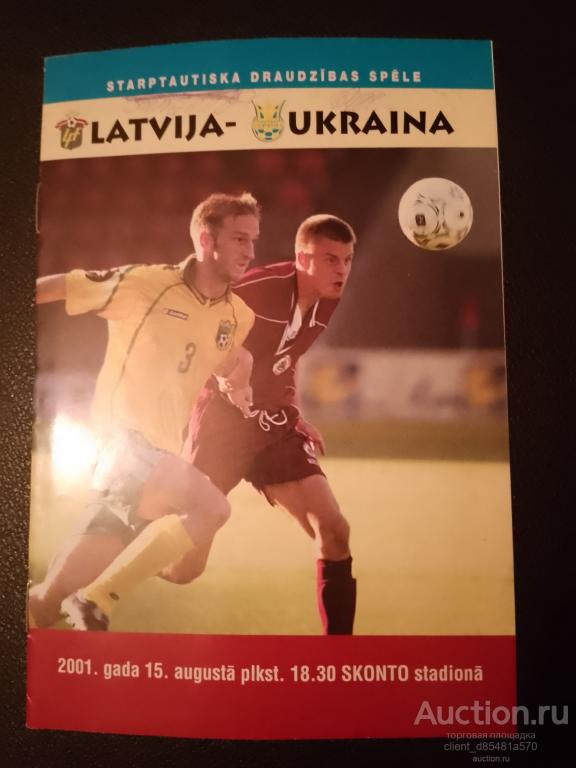 STARPTAUTISKA DRAUDZĪBAS SPĒLE
LATVIJA- UKRAINA
3
2001. gada 15. augustā plkst. 18.30 SKONTO stadionā
Auction.ru
торговая площадка
client_d85481a570
auction.ru